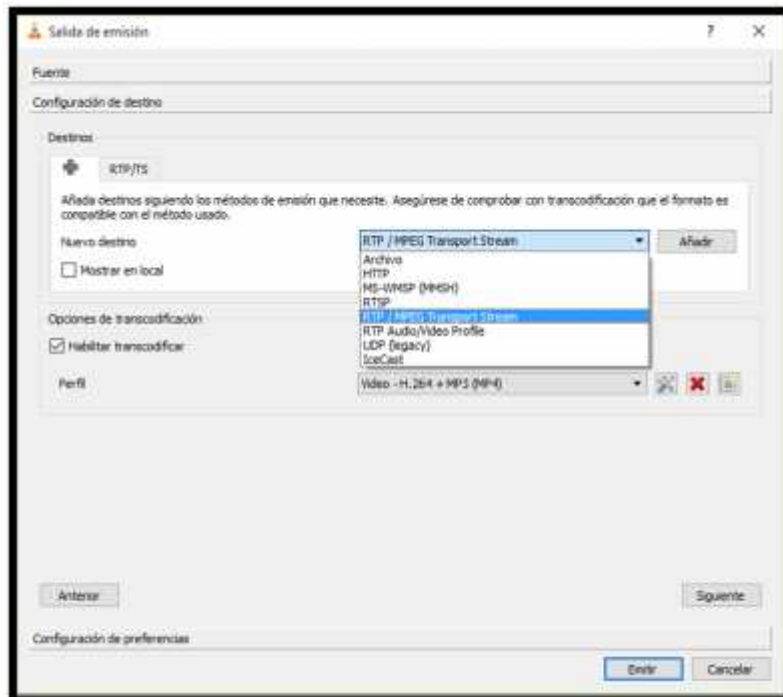 Salida de emisión ? ×
Fuente
Configuración de destino
Destinos
RTP/TS
Añada destinos siguiendo los métodos de emisión que necesite. Asegúrese de comprobar con transcodificación que el formato es
compatible con el método usado.
Nuevo destino RTP / MPEG Transport Stream Añadir
Mostrar en local
Archivo
HTTP
MS-WMSP (MMSH)
RTSP
RTP / MPEG Transport Stream
RTP Audio/Video Profile
UDP (legacy)
IceCast
Opciones de transcodificación
Habilitar transcodificar
Perfil Video - H.264 + MP3 (MP4)
Anterior Siguiente
Configuración de preferencias
Emitir Cancelar